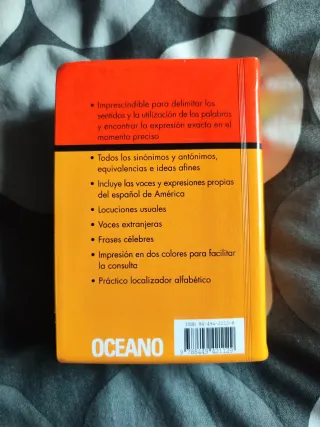 • Imprescindible para delimitar los
sentidos y la utilización de las palabras
y encontrar la expresión exacta en el
momento preciso
• Todos los sinónimos y antónimos,
equivalencias e ideas afines
• Incluye las voces y expresiones propias
del español de América
• Locuciones usuales
• Voces extranjeras
• Frases célebres
• Impresión en dos colores para facilitar
la consulta
• Práctico localizador alfabético
OCEANO